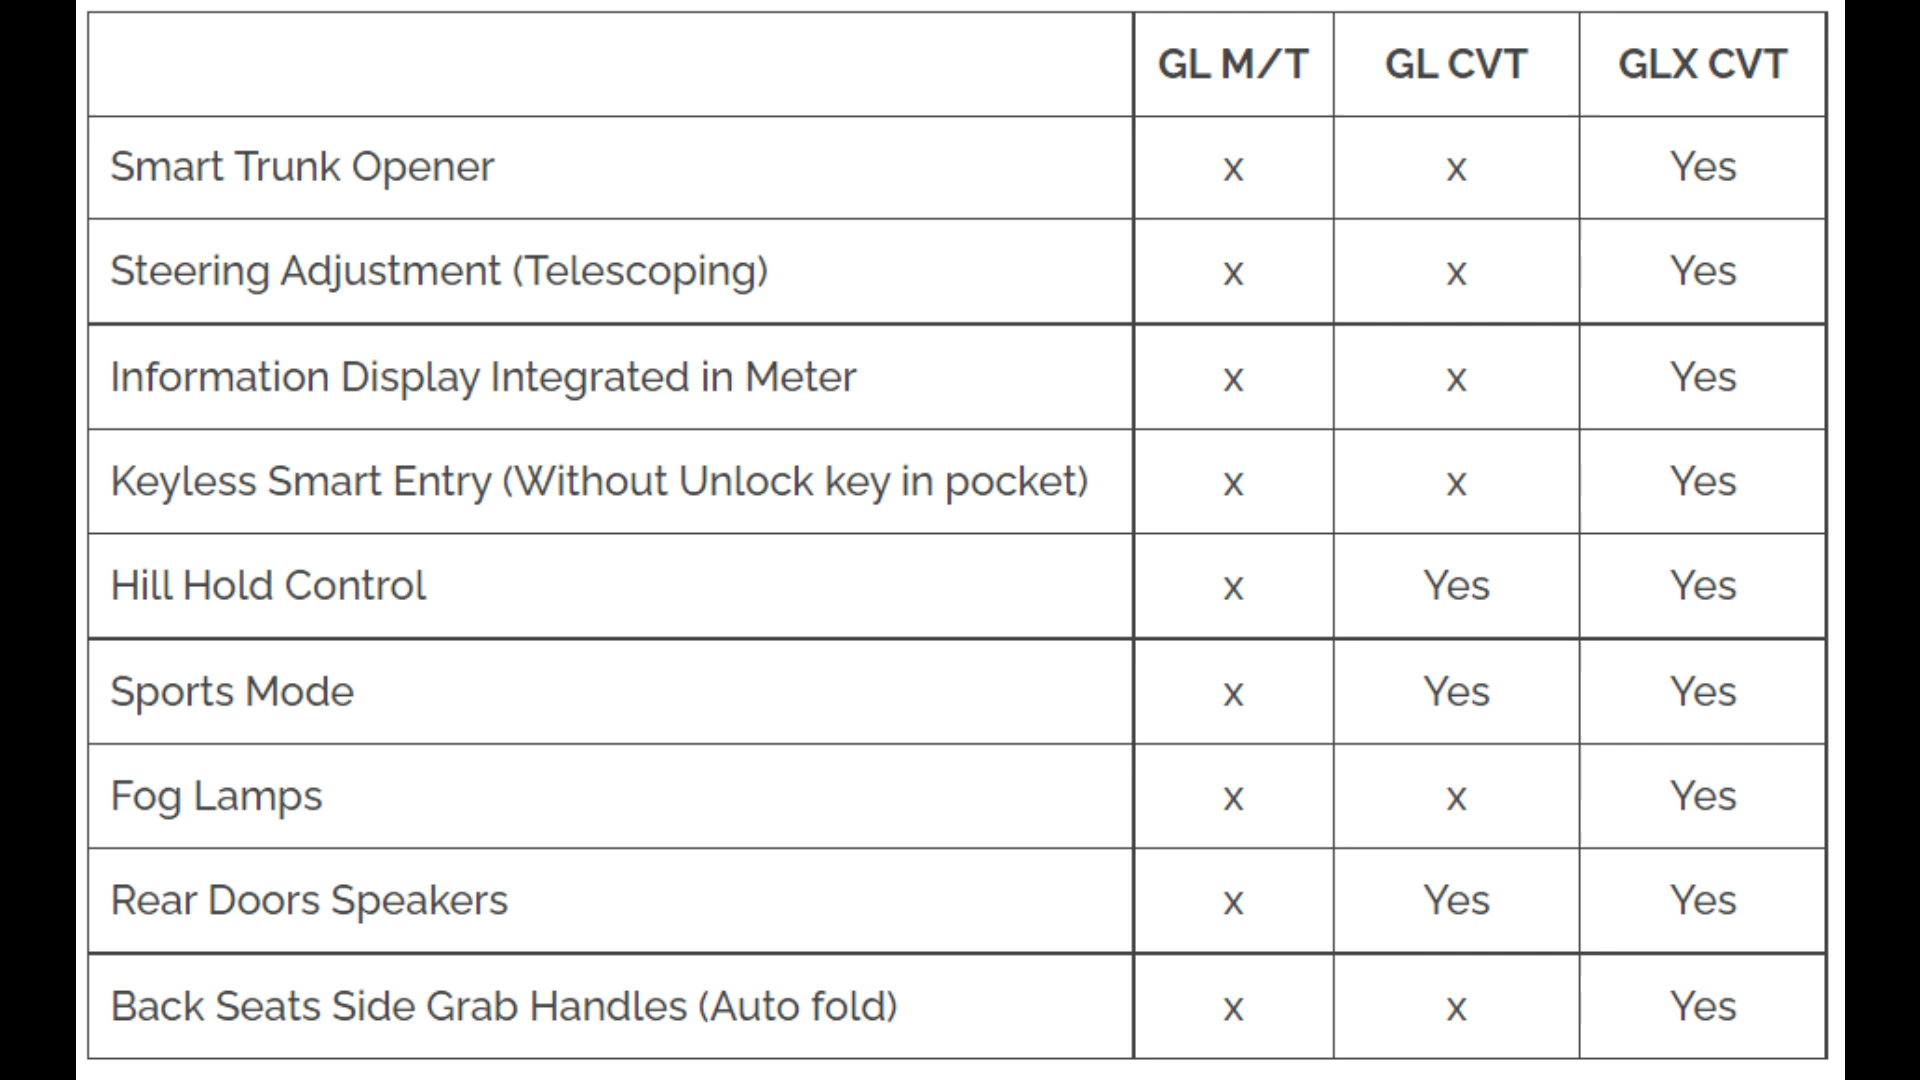 GL M/T GL CVT GLX CVT
Smart Trunk Opener x x Yes
Steering Adjustment (Telescoping) x x Yes
Information Display Integrated in Meter x x Yes
Keyless Smart Entry (Without Unlock key in pocket) x x Yes
Hill Hold Control x Yes Yes
Sports Mode x Yes Yes
Fog Lamps x x Yes
Rear Doors Speakers x Yes Yes
Back Seats Side Grab Handles (Auto fold) x x Yes